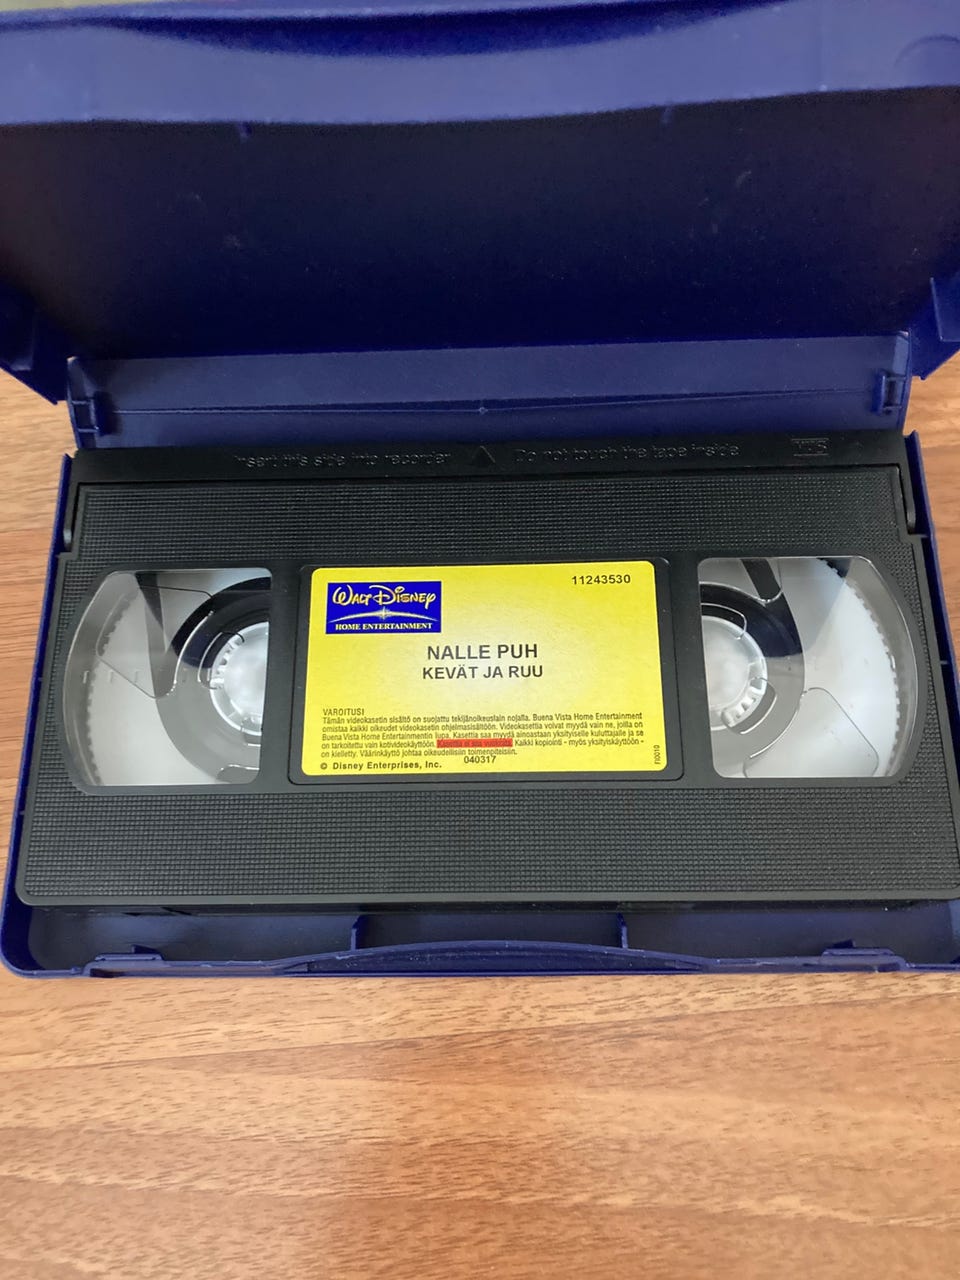 Insert this side into recorder Do not touch the tape inside VHS
WALT DISNEY
HOME ENTERTAINMENT
11243530
NALLE PUH
KEVÄT JA RUU
VAROITUS!
Tämän videokasetin sisältö on suojattu tekijänoikeuslain nojalla. Buena Vista Home Entertainment
omistaa kaikki oikeudet videokasetin ohjelmasisältöön. Videokasettia voivat myydä vain ne, joilla on
Buena Vista Home Entertainmentin lupa. Kasettia saa myydä ainoastaan yksityiselle kuluttajalle ja se
on tarkoitettu vain kotivideokäyttöön. Kasettia ei saa vuokrata. Kaikki kopiointi - myös yksityiskäyttöön -
on kielletty. Väärinkäyttö johtaa oikeudellisiin toimenpiteisiin.
© Disney Enterprises, Inc.
040317
FI0010